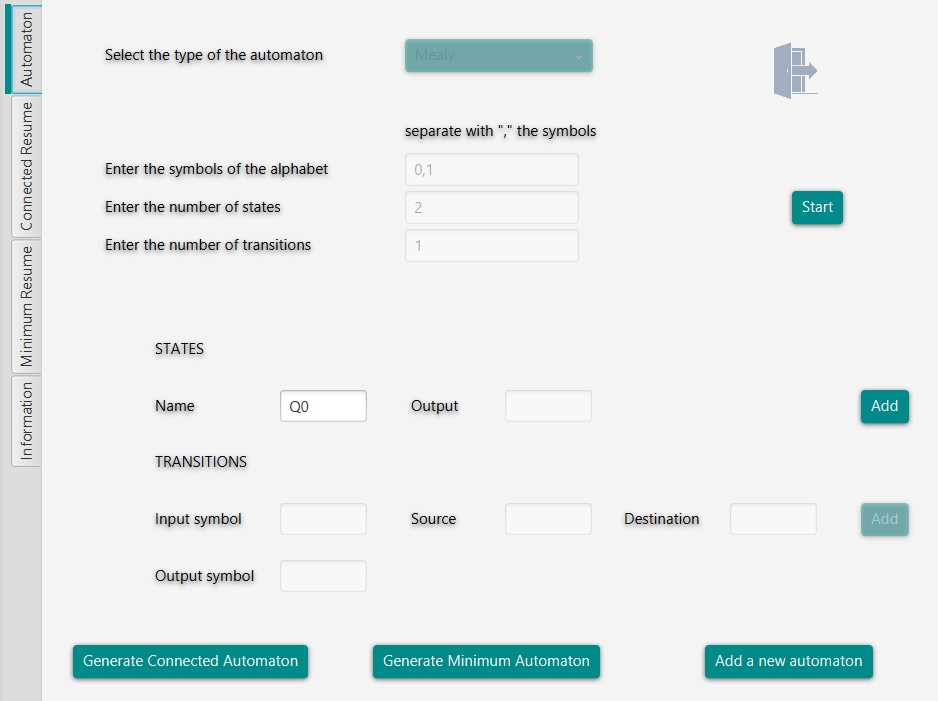 Automaton
Connected Resume
Minimum Resume
Information
Select the type of the automaton
Mealy
separate with "," the symbols
Enter the symbols of the alphabet
0,1
Enter the number of states
2
Start
Enter the number of transitions
1
STATES
Name
Q0
Output
Add
TRANSITIONS
Input symbol
Source
Destination
Add
Output symbol
Generate Connected Automaton
Generate Minimum Automaton
Add a new automaton